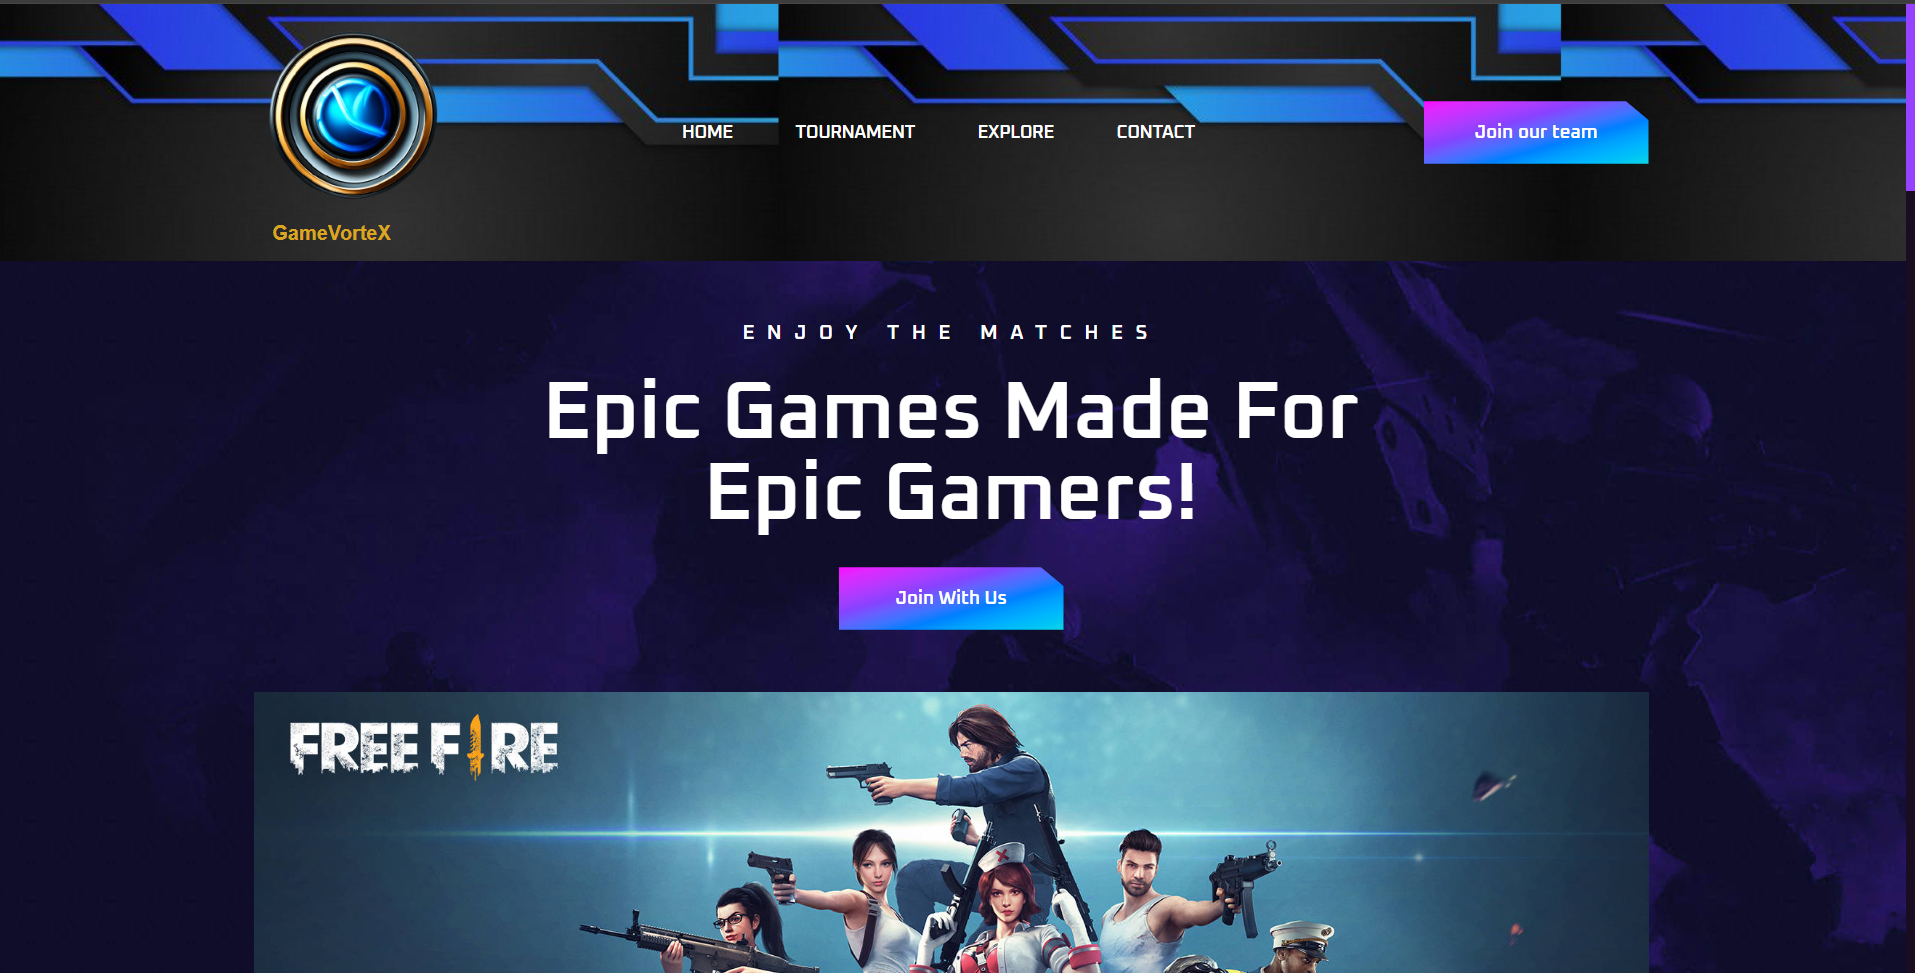 HOME TOURNAMENT EXPLORE CONTACT Join our team
GameVorteX
ENJOY THE MATCHES
Epic Games Made For
Epic Gamers!
Join With Us
FREE FIRE